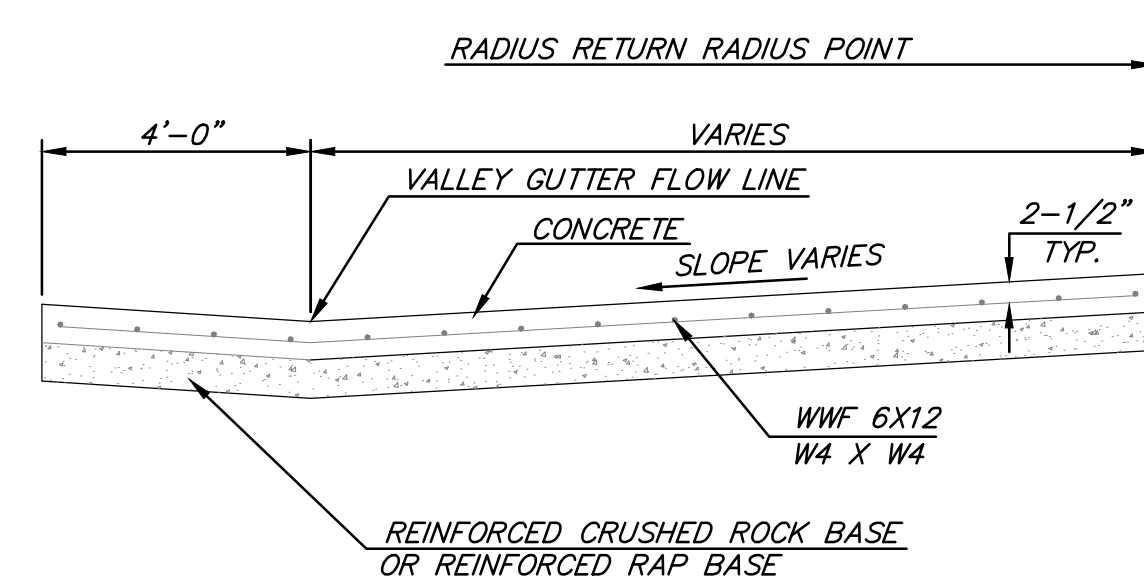 RADIUS RETURN RADIUS POINT
4'-0"
VARIES
VALLEY GUTTER FLOW LINE
CONCRETE
SLOPE VARIES
2-1/2"
TYP.
WWF 6X12
W4 X W4
REINFORCED CRUSHED ROCK BASE
OR REINFORCED RAP BASE